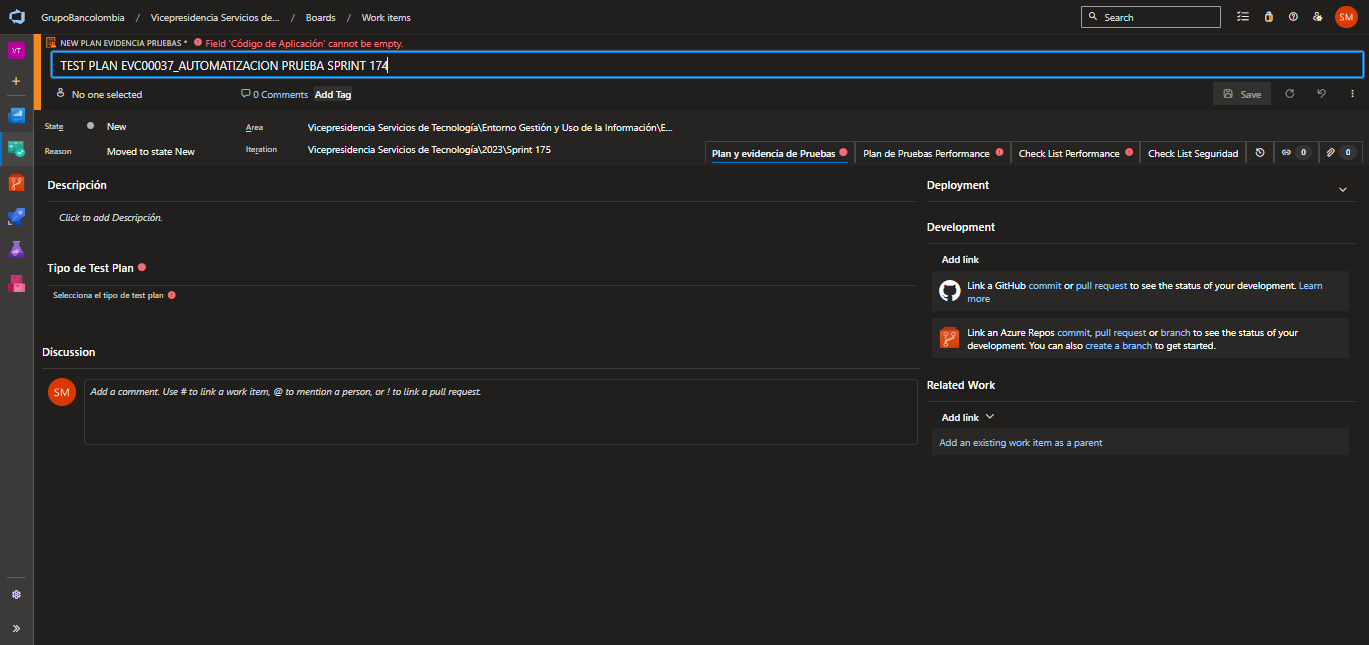 GrupoBancolombia / Vicepresidencia Servicios de... / Boards / Work items
Search
SM
VT
NEW PLAN EVIDENCIA PRUEBAS * Field 'Código de Aplicación' cannot be empty.
TEST PLAN EVC00037_AUTOMATIZACION PRUEBA SPRINT 174
No one selected
0 Comments
Add Tag
Save
State
New
Area
Vicepresidencia Servicios de Tecnología\Entorno Gestión y Uso de la Información\E...
Reason
Moved to state New
Iteration
Vicepresidencia Servicios de Tecnología\2023\Sprint 175
Plan y evidencia de Pruebas
Plan de Pruebas Performance
Check List Performance
Check List Seguridad
0
0
Descripción
Click to add Descripción.
Tipo de Test Plan
Selecciona el tipo de test plan
Discussion
SM
Add a comment. Use # to link a work item, @ to mention a person, or ! to link a pull request.
Deployment
Development
Add link
Link a GitHub commit or pull request to see the status of your development. Learn
more
Link an Azure Repos commit, pull request or branch to see the status of your
development. You can also create a branch to get started.
Related Work
Add link
Add an existing work item as a parent